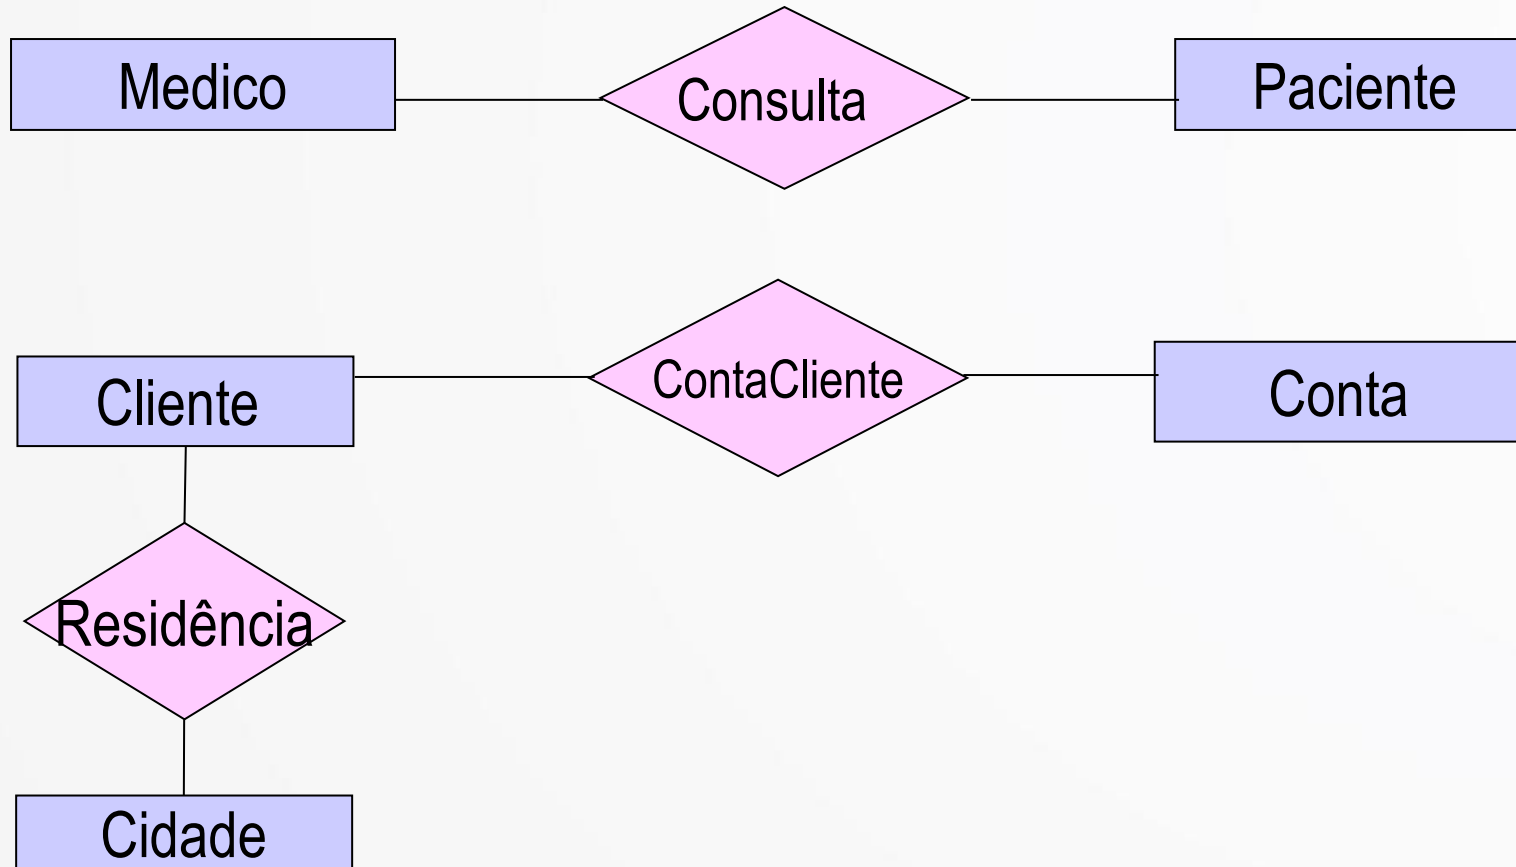 Medico
Consulta
Paciente
Cliente
ContaCliente
Conta
Residência
Cidade